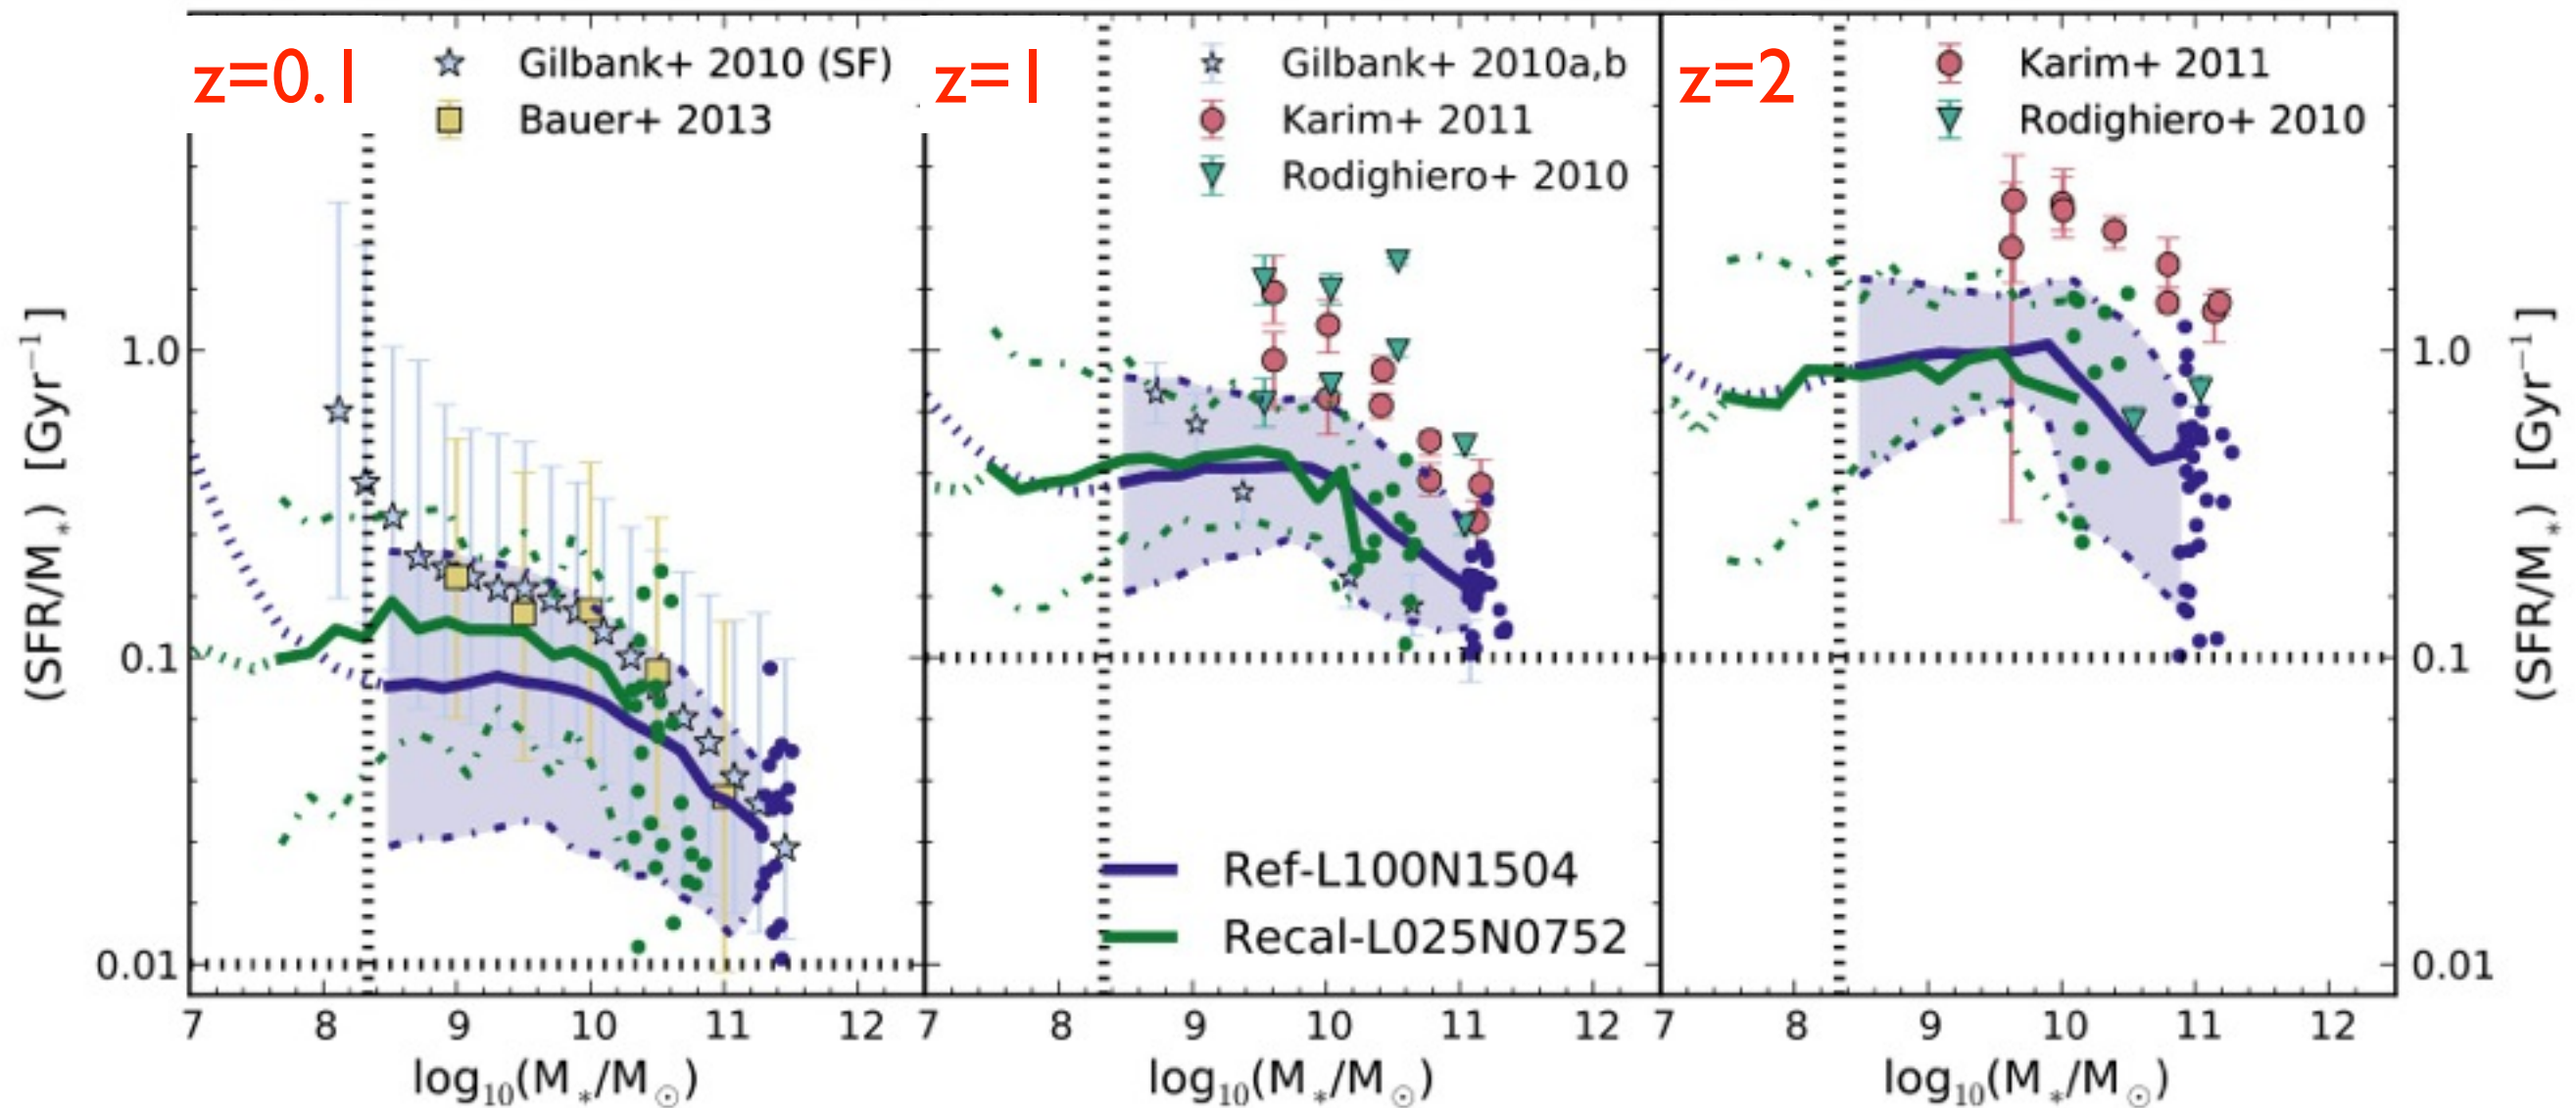 z=0.1
Gilbank+ 2010 (SF)
Bauer+ 2013
z=1
Gilbank+ 2010a,b
Karim+ 2011
Rodighiero+ 2010
z=2
Karim+ 2011
Rodighiero+ 2010
(SFR/M*) [Gyr⁻¹]
1.0
0.1
0.01
Ref-L100N1504
Recal-L025N0752
1.0
0.1
0.01
(SFR/M*) [Gyr⁻¹]
7 8 9 10 11 12
7 8 9 10 11 12
7 8 9 10 11 12
log₁₀(M*/M☉)
log₁₀(M*/M☉)
log₁₀(M*/M☉)